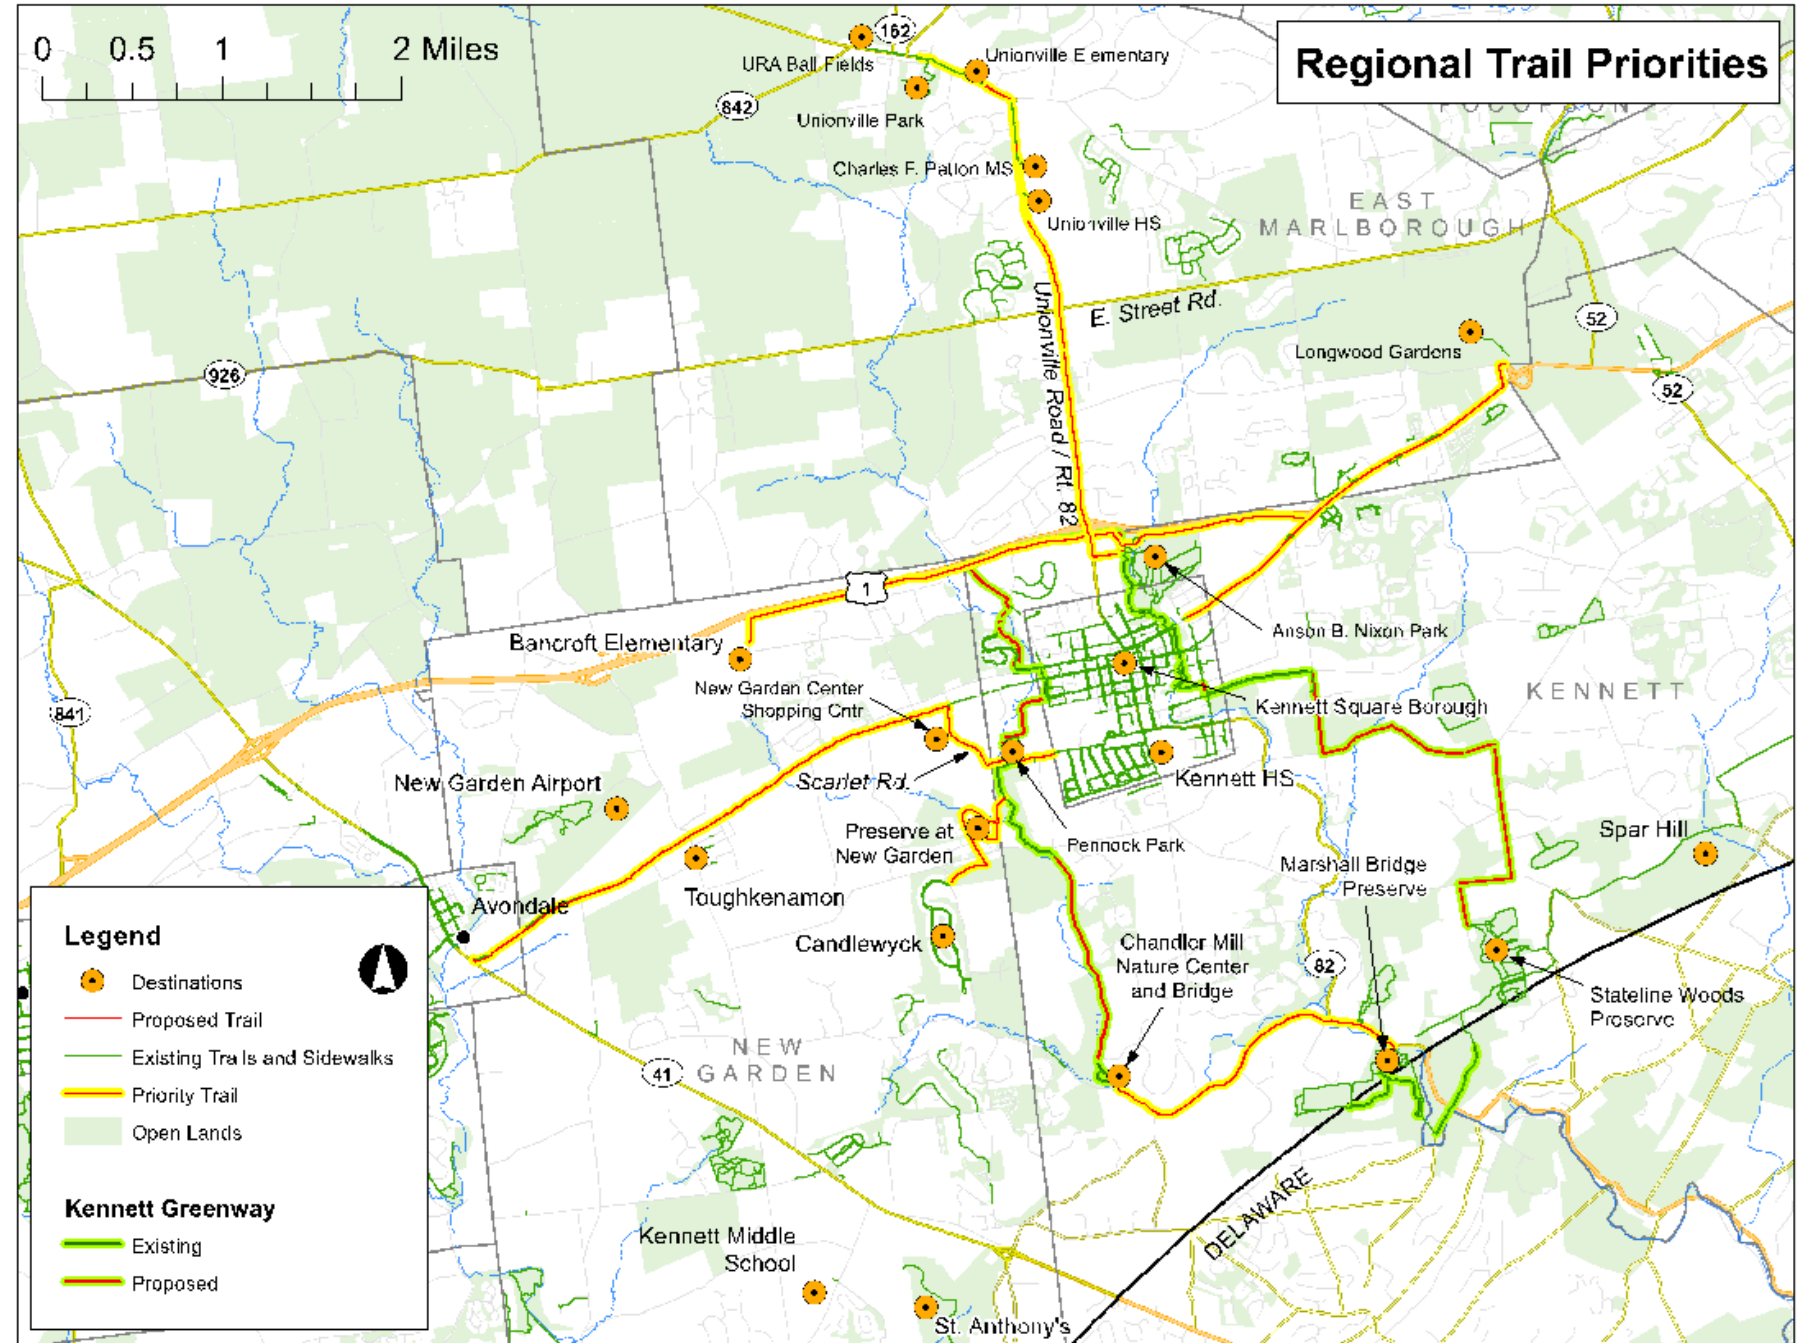 0 0.5 1 2 Miles
162
Regional Trail Priorities
URA Ball Fields
Unionville Elementary
842
Unionville Park
Charles F. Patton MS
EAST
MARLBOROUGH
Unionville HS
E. Street Rd.
Unionville Road / Rt. 82
52
Longwood Gardens
926
52
1
Bancroft Elementary
Anson B. Nixon Park
New Garden Center
Shopping Cntr
KENNETT
841
Kennett Square Borough
New Garden Airport
Scarlet Rd.
Kennett HS
Preserve at
New Garden
Pennock Park
Spar Hill
Marshall Bridge
Preserve
Toughkenamon
Avondale
Candlewyck
Chandler Mill
Nature Center
and Bridge
82
Stateline Woods
Preserve
NEW
GARDEN
41
DELAWARE
Kennett Middle
School
St. Anthony's
Legend
Destinations
Proposed Trail
Existing Trails and Sidewalks
Priority Trail
Open Lands
Kennett Greenway
Existing
Proposed